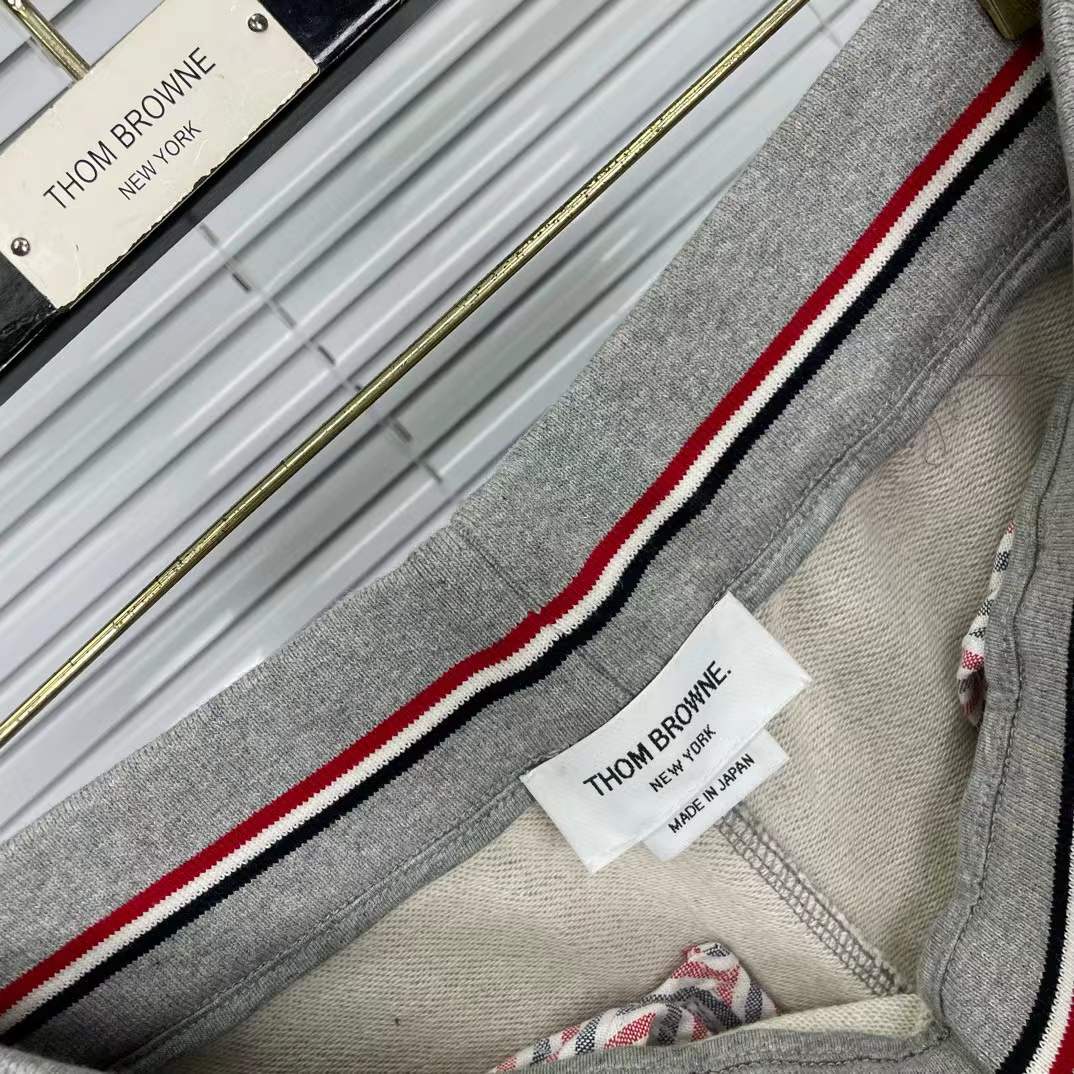 THOM BROWNE
NEW YORK
THOM BROWNE.
NEW YORK
MADE IN JAPAN